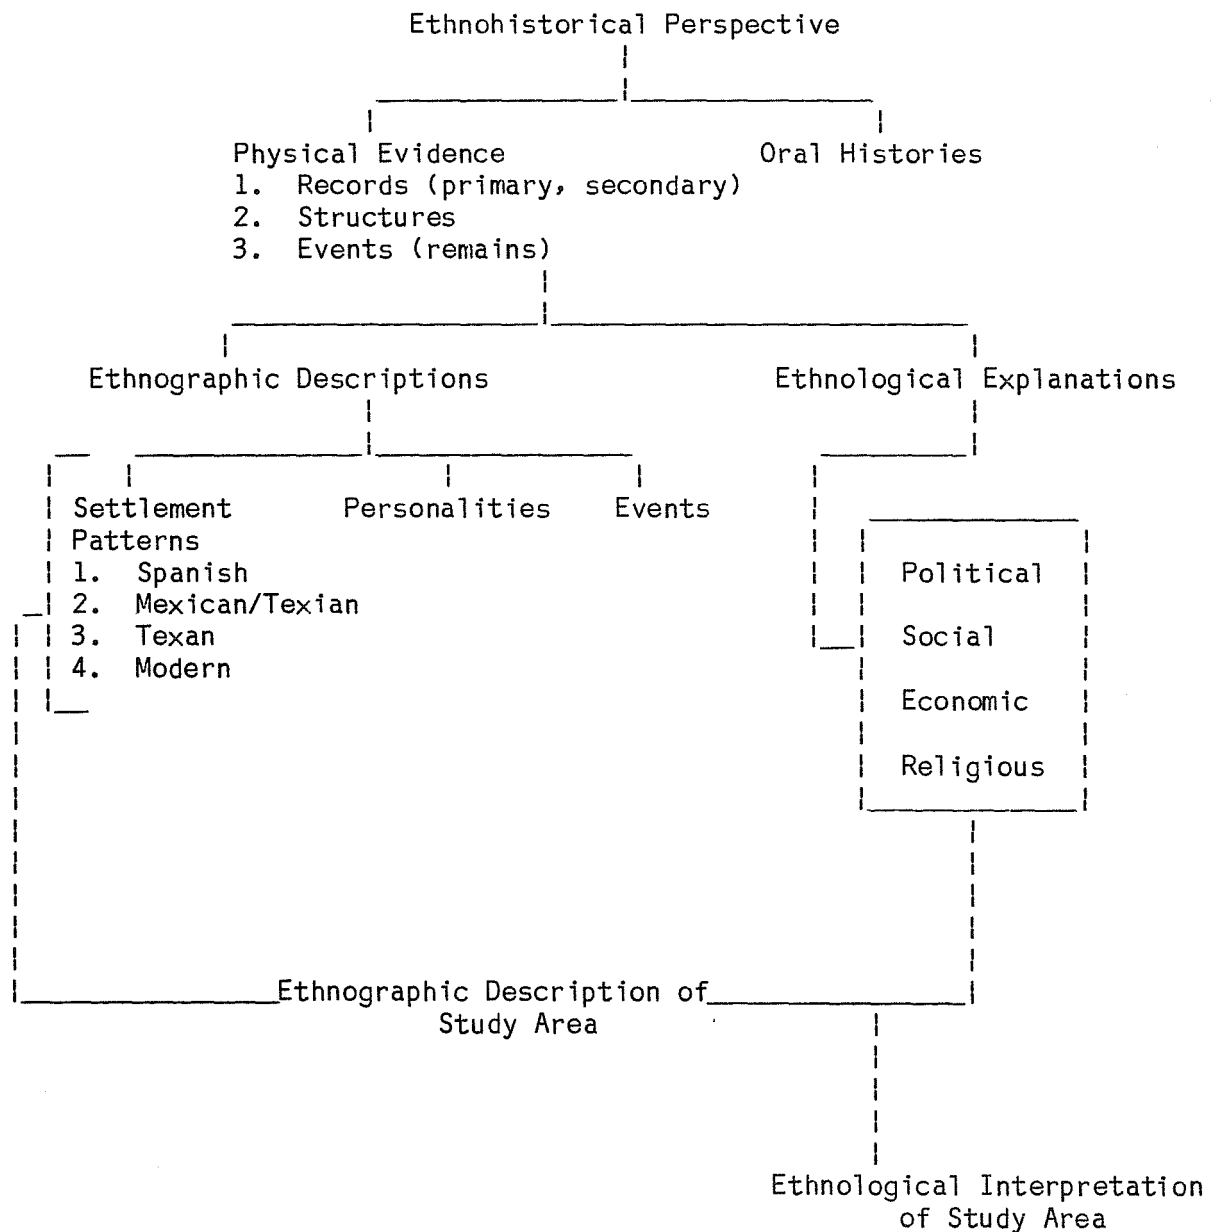 Ethnohistorical Perspective
Physical Evidence
1. Records (primary, secondary)
2. Structures
3. Events (remains)
Oral Histories
Ethnographic Descriptions
Ethnological Explanations
Settlement
Patterns
1. Spanish
2. Mexican/Texian
3. Texan
4. Modern
Personalities
Events
Political
Social
Economic
Religious
Ethnographic Description of
Study Area
Ethnological Interpretation
of Study Area